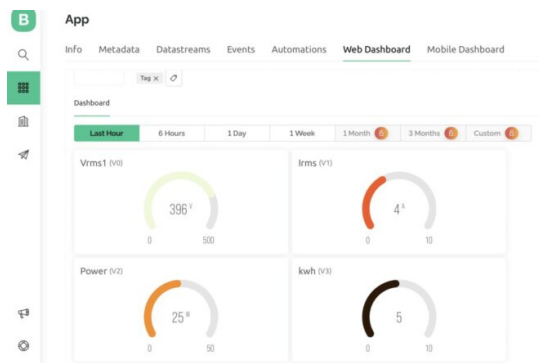 B
App
Info Metadata Datastreams Events Automations Web Dashboard Mobile Dashboard
Tag ×
Dashboard
Last Hour 6 Hours 1 Day 1 Week 1 Month 3 Months Custom
Vrms1 (V0)
396 V
0 500
Irms (V1)
4 A
0 10
Power (V2)
25 W
0 50
kwh (V3)
5
0 10